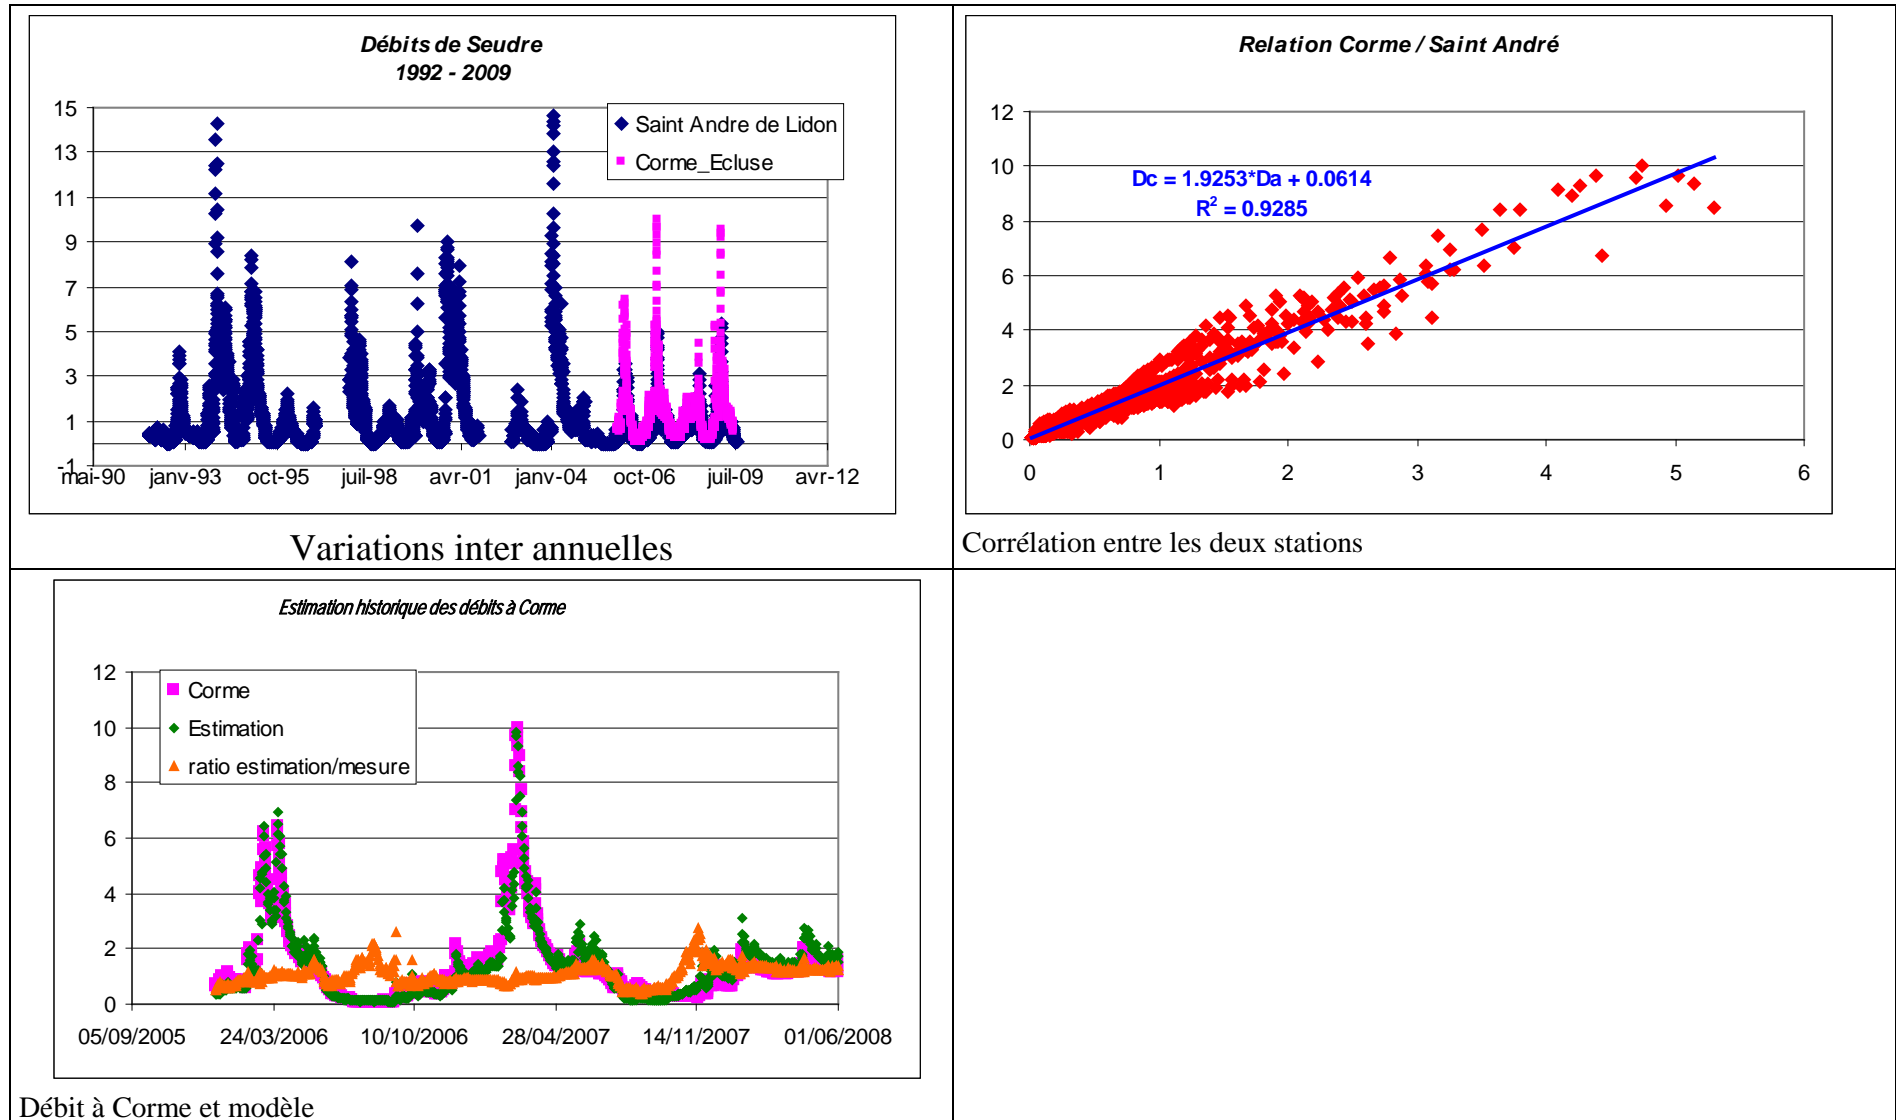 Débits de Seudre
1992 - 2009
15
13
11
9
7
5
3
1
-1
Saint Andre de Lidon
Corme_Ecluse
mai-90 janv-93 oct-95 juil-98 avr-01 janv-04 oct-06 juil-09 avr-12
Variations inter annuelles
Relation Corme / Saint André
12
10
8
6
4
2
0
Dc = 1.9253*Da + 0.0614
R² = 0.9285
0 1 2 3 4 5 6
Corrélation entre les deux stations
Estimation historique des débits à Corme
12
10
8
6
4
2
0
Corme
Estimation
ratio estimation/mesure
05/09/2005 24/03/2006 10/10/2006 28/04/2007 14/11/2007 01/06/2008
Débit à Corme et modèle